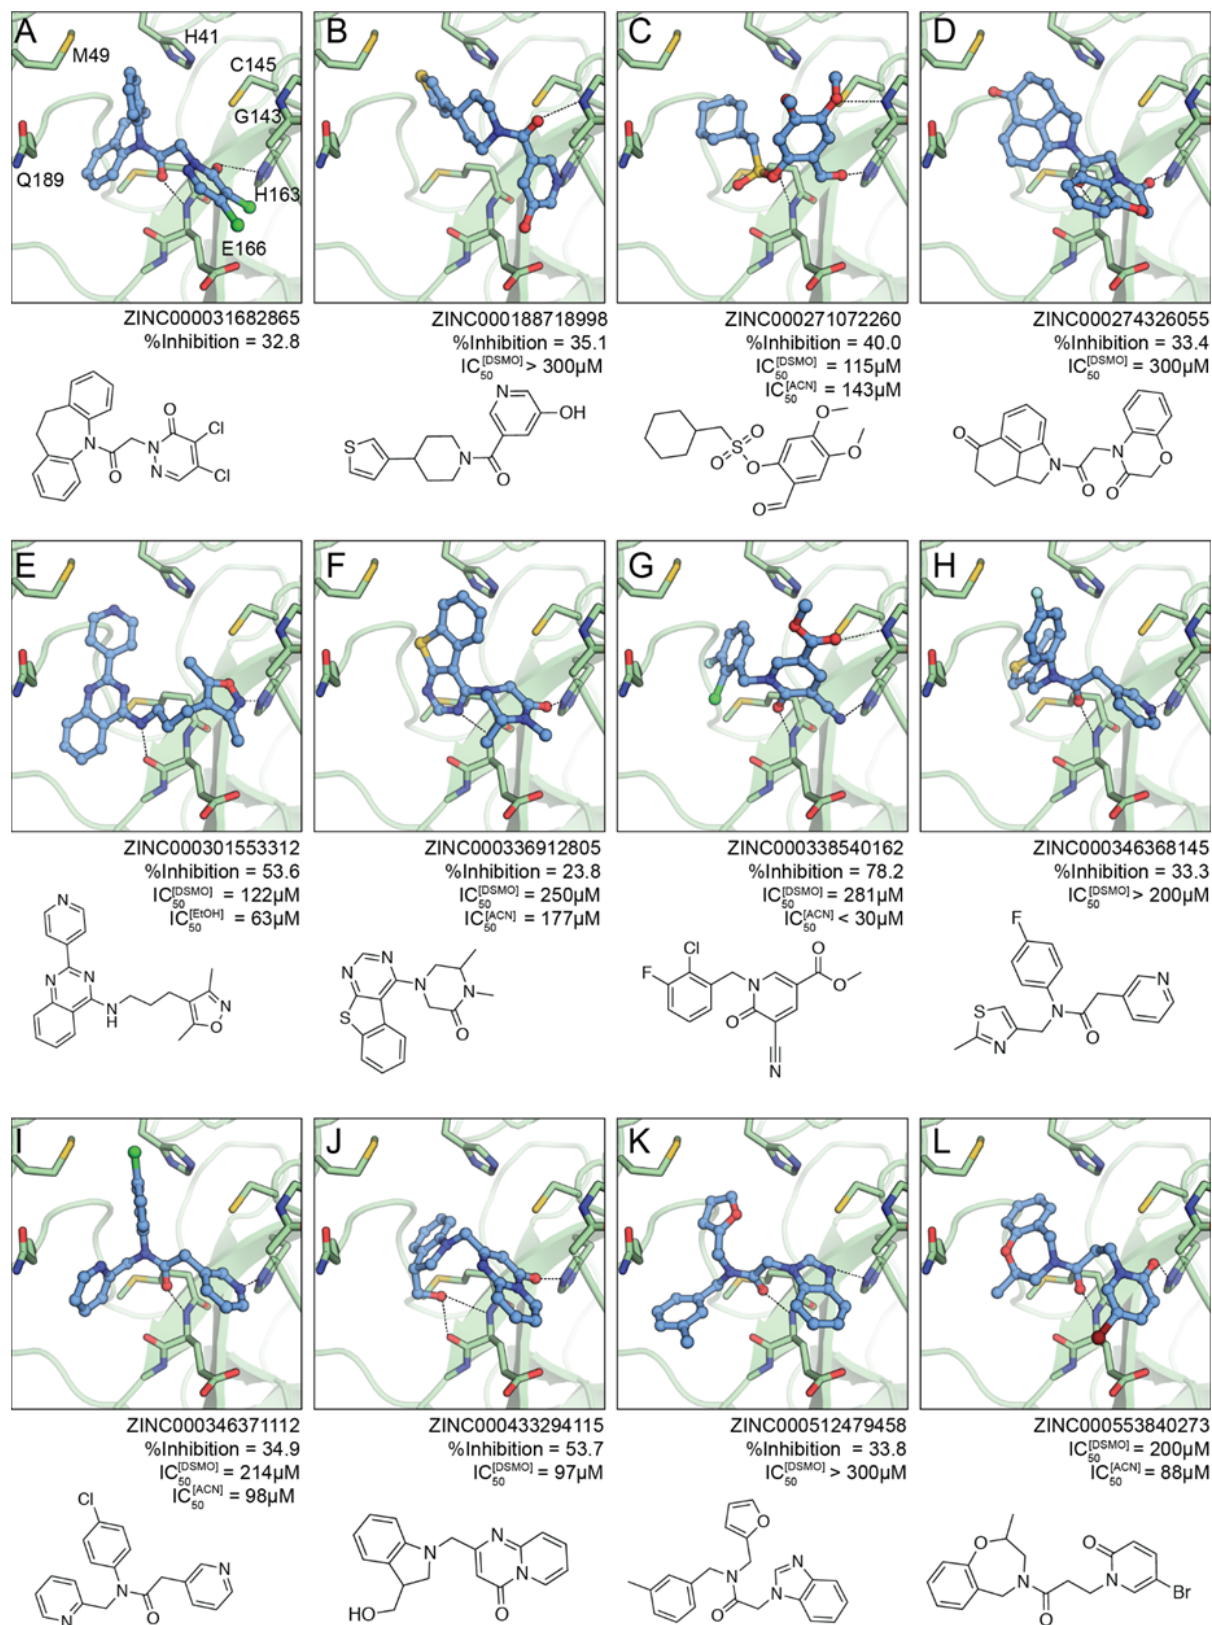 A
M49
H41
C145
G143
Q189
H163
E166
ZINC000031682865
%Inhibition = 32.8
N
O
N
N
O
Cl
Cl
B
ZINC000188718998
%Inhibition = 35.1
IC50[DSMO] > 300µM
N
OH
S
N
O
C
ZINC000271072260
%Inhibition = 40.0
IC50[DSMO] = 115µM
IC50[ACN] = 143µM
O
S
O
O
O
O
O
D
ZINC000274326055
%Inhibition = 33.4
IC50[DSMO] = 300µM
O
N
O
N
O
O
E
ZINC000301553312
%Inhibition = 53.6
IC50[DSMO] = 122µM
IC50[EtOH] = 63µM
N
N
N
N
H
N
O
F
ZINC000336912805
%Inhibition = 23.8
IC50[DSMO] = 250µM
IC50[ACN] = 177µM
N
N
N
N
S
O
G
ZINC000338540162
%Inhibition = 78.2
IC50[DSMO] = 281µM
IC50[ACN] < 30µM
Cl
F
N
O
O
O
N
H
ZINC000346368145
%Inhibition = 33.3
IC50[DSMO] > 200µM
F
S
N
N
O
N
I
ZINC000346371112
%Inhibition = 34.9
IC50[DSMO] = 214µM
IC50[ACN] = 98µM
Cl
N
N
O
N
J
ZINC000433294115
%Inhibition = 53.7
IC50[DSMO] = 97µM
N
N
N
HO
O
K
ZINC000512479458
%Inhibition = 33.8
IC50[DSMO] > 300µM
O
N
N
O
N
L
ZINC000553840273
IC50[DSMO] = 200µM
IC50[ACN] = 88µM
O
N
O
O
N
Br